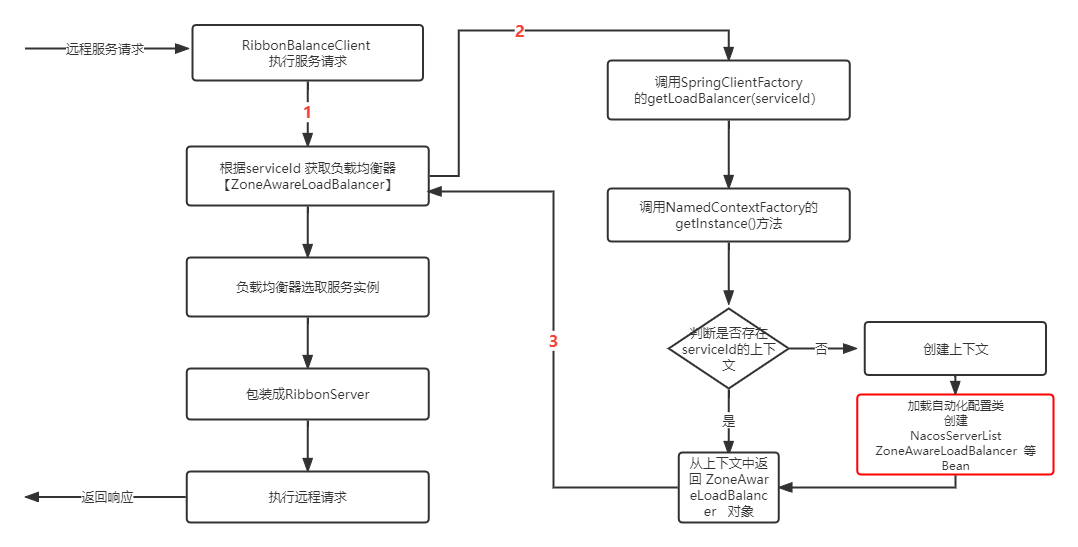 远程服务请求
RibbonBalanceClient
执行服务请求
1
根据serviceId 获取负载均衡器
【ZoneAwareLoadBalancer】
负载均衡器选取服务实例
包装成RibbonServer
执行远程请求
返回响应
2
调用SpringClientFactory
的getLoadBalancer(serviceId)
调用NamedContextFactory的
getInstance()方法
判断是否存在
serviceId的上下
文
否
创建上下文
加载自动化配置类
创建
NacosServerList
ZoneAwareLoadBalancer 等
Bean
是
从上下文中返
回 ZoneAwar
eLoadBalanc
er 对象
3